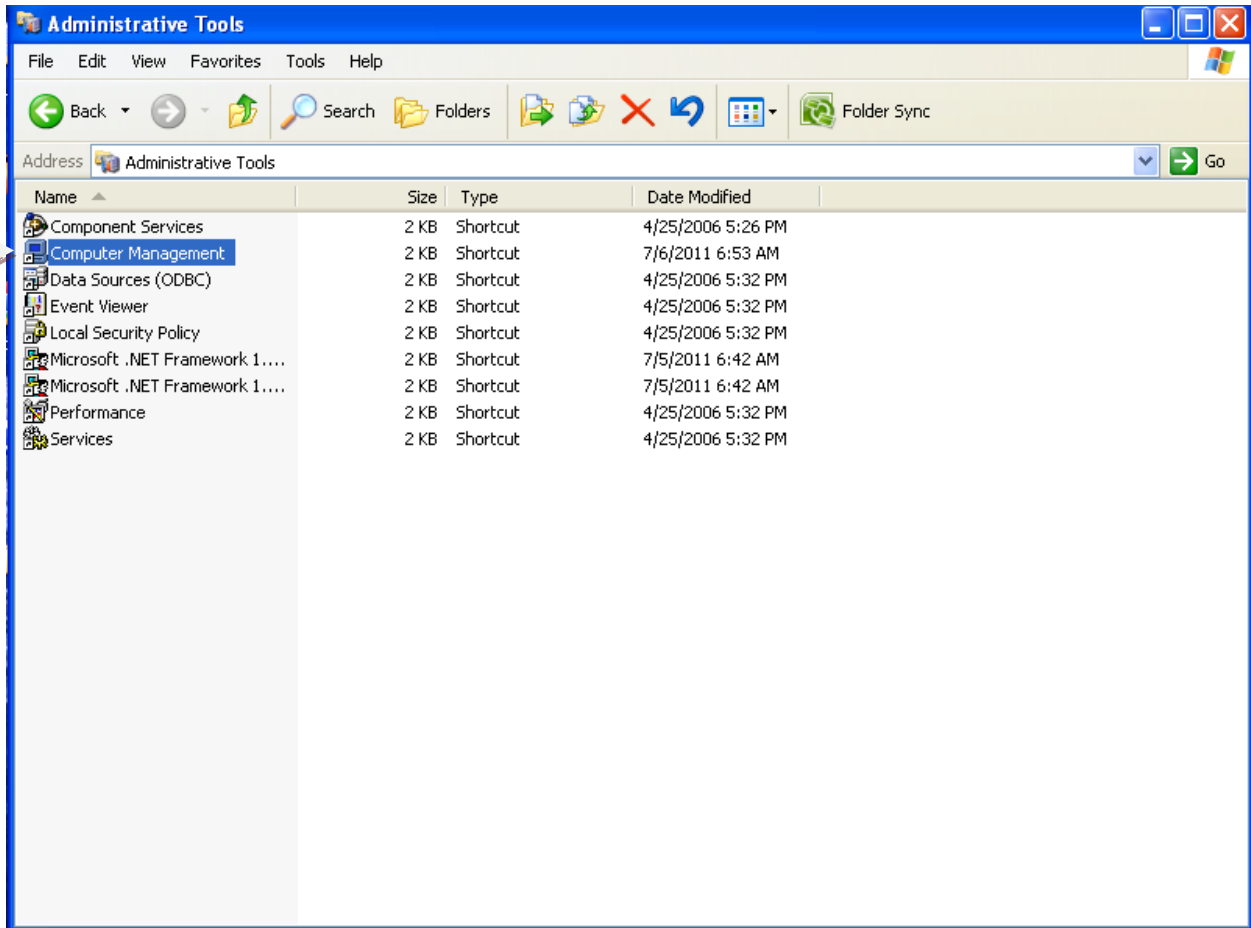 Administrative Tools
File Edit View Favorites Tools Help
Back Search Folders Folder Sync
Address Administrative Tools Go
Name Size Type Date Modified
Component Services 2 KB Shortcut 4/25/2006 5:26 PM
Computer Management 2 KB Shortcut 7/6/2011 6:53 AM
Data Sources (ODBC) 2 KB Shortcut 4/25/2006 5:32 PM
Event Viewer 2 KB Shortcut 4/25/2006 5:32 PM
Local Security Policy 2 KB Shortcut 4/25/2006 5:32 PM
Microsoft .NET Framework 1.... 2 KB Shortcut 7/5/2011 6:42 AM
Microsoft .NET Framework 1.... 2 KB Shortcut 7/5/2011 6:42 AM
Performance 2 KB Shortcut 4/25/2006 5:32 PM
Services 2 KB Shortcut 4/25/2006 5:32 PM